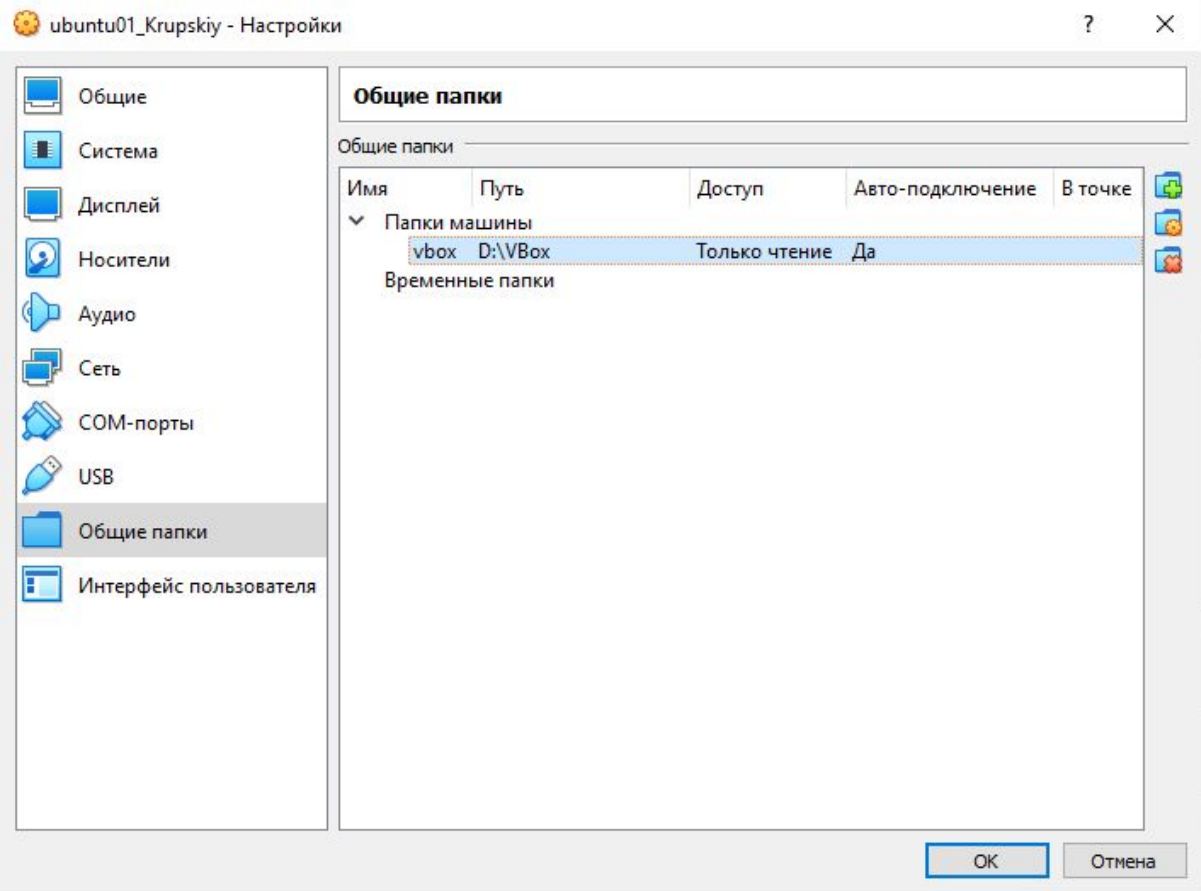 ubuntu01_Krupskiy - Настройки ?
Общие
Система
Дисплей
Носители
Аудио
Сеть
COM-порты
USB
Общие папки
Интерфейс пользователя
Общие папки
Общие папки
Имя Путь Доступ Авто-подключение В точке
Папки машины
vbox D:\VBox Только чтение Да
Временные папки
OK Отмена